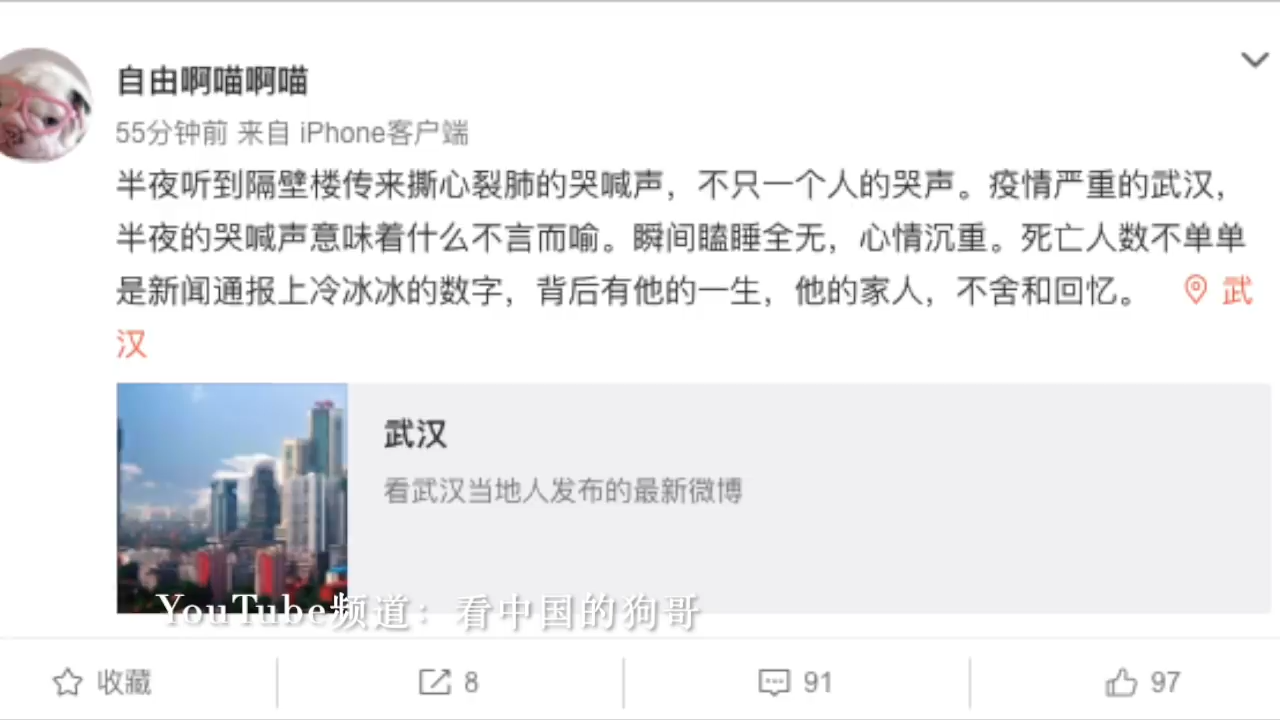 自由啊喵啊喵
55分钟前 来自 iPhone客户端
半夜听到隔壁楼传来撕心裂肺的哭喊声，不只一个人的哭声。疫情严重的武汉，
半夜的哭喊声意味着什么不言而喻。瞬间瞌睡全无，心情沉重。死亡人数不单单
是新闻通报上冷冰冰的数字，背后有他的一生，他的家人，不舍和回忆。 武
汉
武汉
看武汉当地人发布的最新微博
YouTube频道：看中国的狗哥
收藏 8 91 97